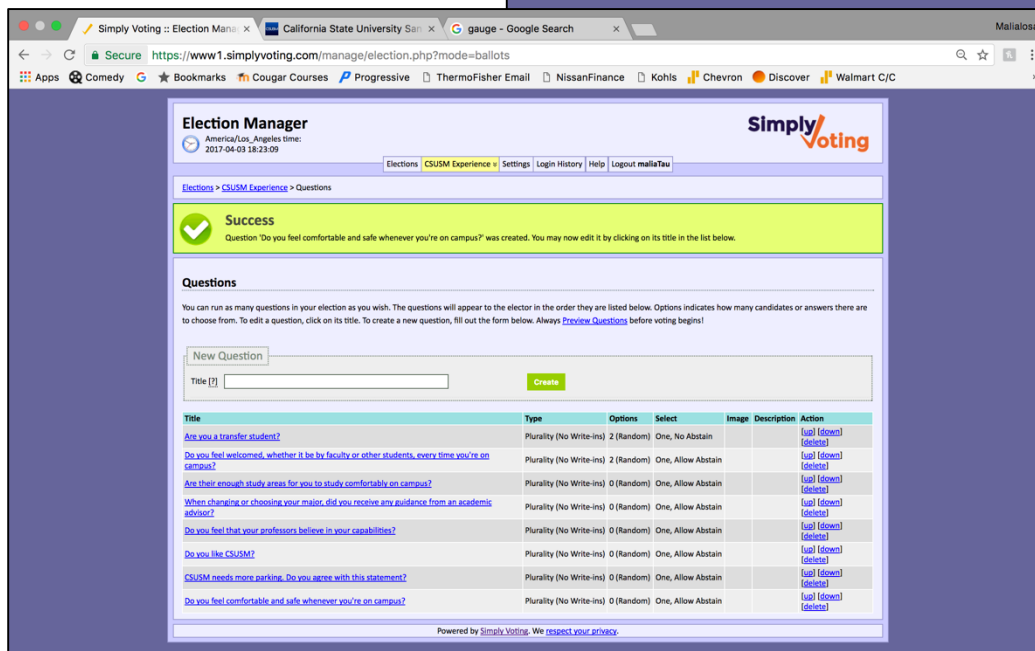 Simply Voting :: Election Mana
California State University San
gauge - Google Search
Malialosa
Secure https://www1.simplyvoting.com/manage/election.php?mode=ballots
Apps Comedy Bookmarks Cougar Courses Progressive ThermoFisher Email NissanFinance Kohls Chevron Discover Walmart C/C
Election Manager
America/Los_Angeles time:
2017-04-03 18:23:09
Simply Voting
Elections CSUSM Experience Settings Login History Help Logout maliaTau
Elections > CSUSM Experience > Questions
Success
Question 'Do you feel comfortable and safe whenever you're on campus?' was created. You may now edit it by clicking on its title in the list below.
Questions
You can run as many questions in your election as you wish. The questions will appear to the elector in the order they are listed below. Options indicates how many candidates or answers there are
to choose from. To edit a question, click on its title. To create a new question, fill out the form below. Always Preview Questions before voting begins!
New Question
Title [?] Create
Title Type Options Select Image Description Action
Are you a transfer student? Plurality (No Write-ins) 2 (Random) One, No Abstain [up] [down]
[delete]
Do you feel welcomed, whether it be by faculty or other students, every time you're on
campus? Plurality (No Write-ins) 2 (Random) One, Allow Abstain [up] [down]
[delete]
Are their enough study areas for you to study comfortably on campus? Plurality (No Write-ins) 0 (Random) One, Allow Abstain [up] [down]
[delete]
When changing or choosing your major, did you receive any guidance from an academic
advisor? Plurality (No Write-ins) 0 (Random) One, Allow Abstain [up] [down]
[delete]
Do you feel that your professors believe in your capabilities? Plurality (No Write-ins) 0 (Random) One, Allow Abstain [up] [down]
[delete]
Do you like CSUSM? Plurality (No Write-ins) 0 (Random) One, Allow Abstain [up] [down]
[delete]
CSUSM needs more parking. Do you agree with this statement? Plurality (No Write-ins) 0 (Random) One, Allow Abstain [up] [down]
[delete]
Do you feel comfortable and safe whenever you're on campus? Plurality (No Write-ins) 0 (Random) One, Allow Abstain [up] [down]
[delete]
Powered by Simply Voting. We respect your privacy.